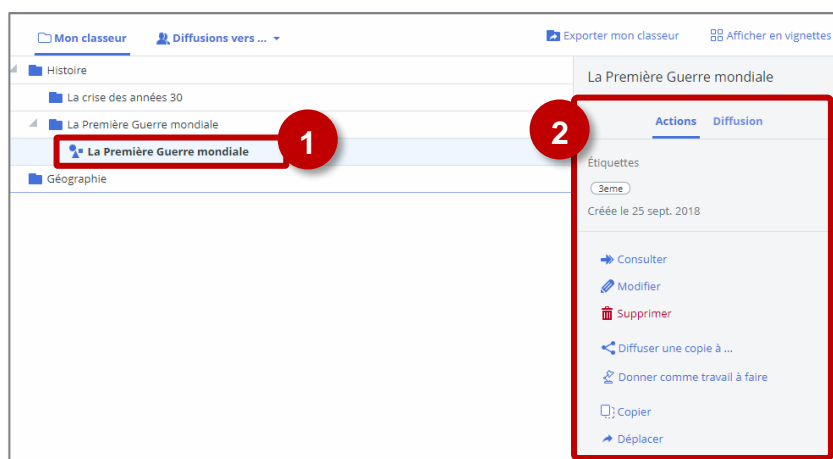 Mon classeur
Diffusions vers ...
Exporter mon classeur
Afficher en vignettes
Histoire
La crise des années 30
La Première Guerre mondiale
La Première Guerre mondiale
Géographie
1
La Première Guerre mondiale
2
Actions
Diffusion
Étiquettes
3eme
Créée le 25 sept. 2018
Consulter
Modifier
Supprimer
Diffuser une copie à ...
Donner comme travail à faire
Copier
Déplacer